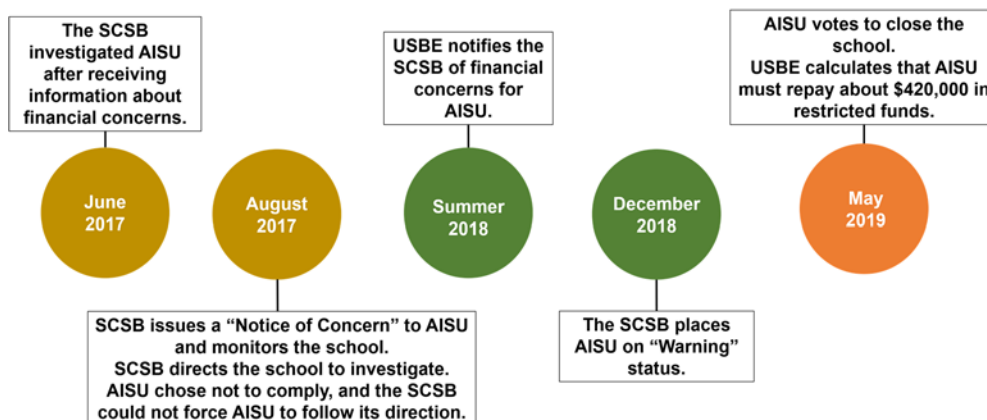 The SCSB
investigated AISU
after receiving
information about
financial concerns.
June
2017
August
2017
SCSB issues a “Notice of Concern” to AISU
and monitors the school.
SCSB directs the school to investigate.
AISU chose not to comply, and the SCSB
could not force AISU to follow its direction.
USBE notifies the
SCSB of financial
concerns for
AISU.
Summer
2018
December
2018
The SCSB places
AISU on “Warning”
status.
AISU votes to close the
school.
USBE calculates that AISU
must repay about $420,000 in
restricted funds.
May
2019